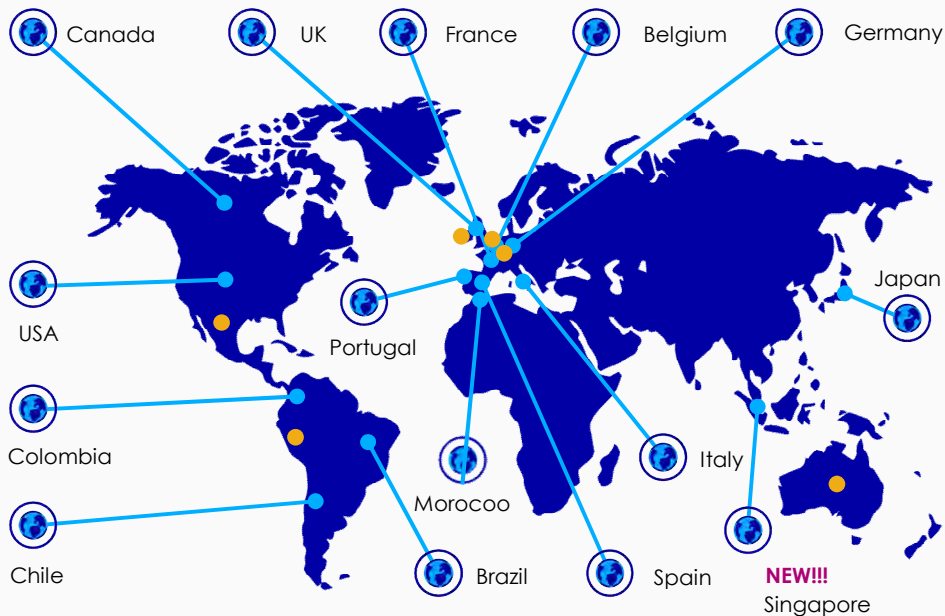 Canada
UK
France
Belgium
Germany
Japan
USA
Portugal
Colombia
Italy
Morocoo
Chile
Brazil
Spain
NEW!!!
Singapore